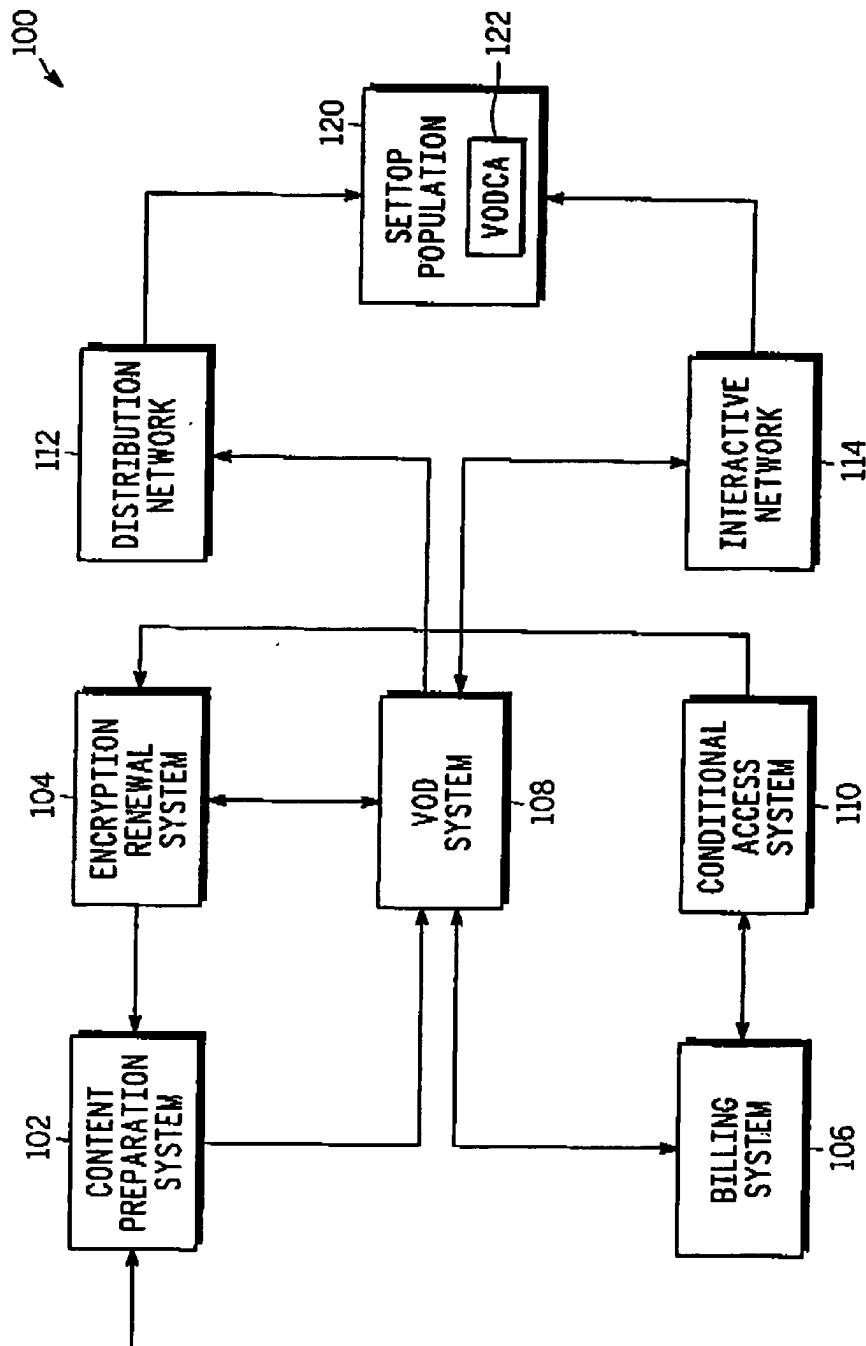 100
102
CONTENT
PREPARATION
SYSTEM
104
ENCRYPTION
RENEWAL
SYSTEM
112
DISTRIBUTION
NETWORK
120
SETTOP
POPULATION
VODCA
122
VOD
SYSTEM
108
BILLING
SYSTEM
106
CONDITIONAL
ACCESS
SYSTEM
110
INTERACTIVE
NETWORK
114